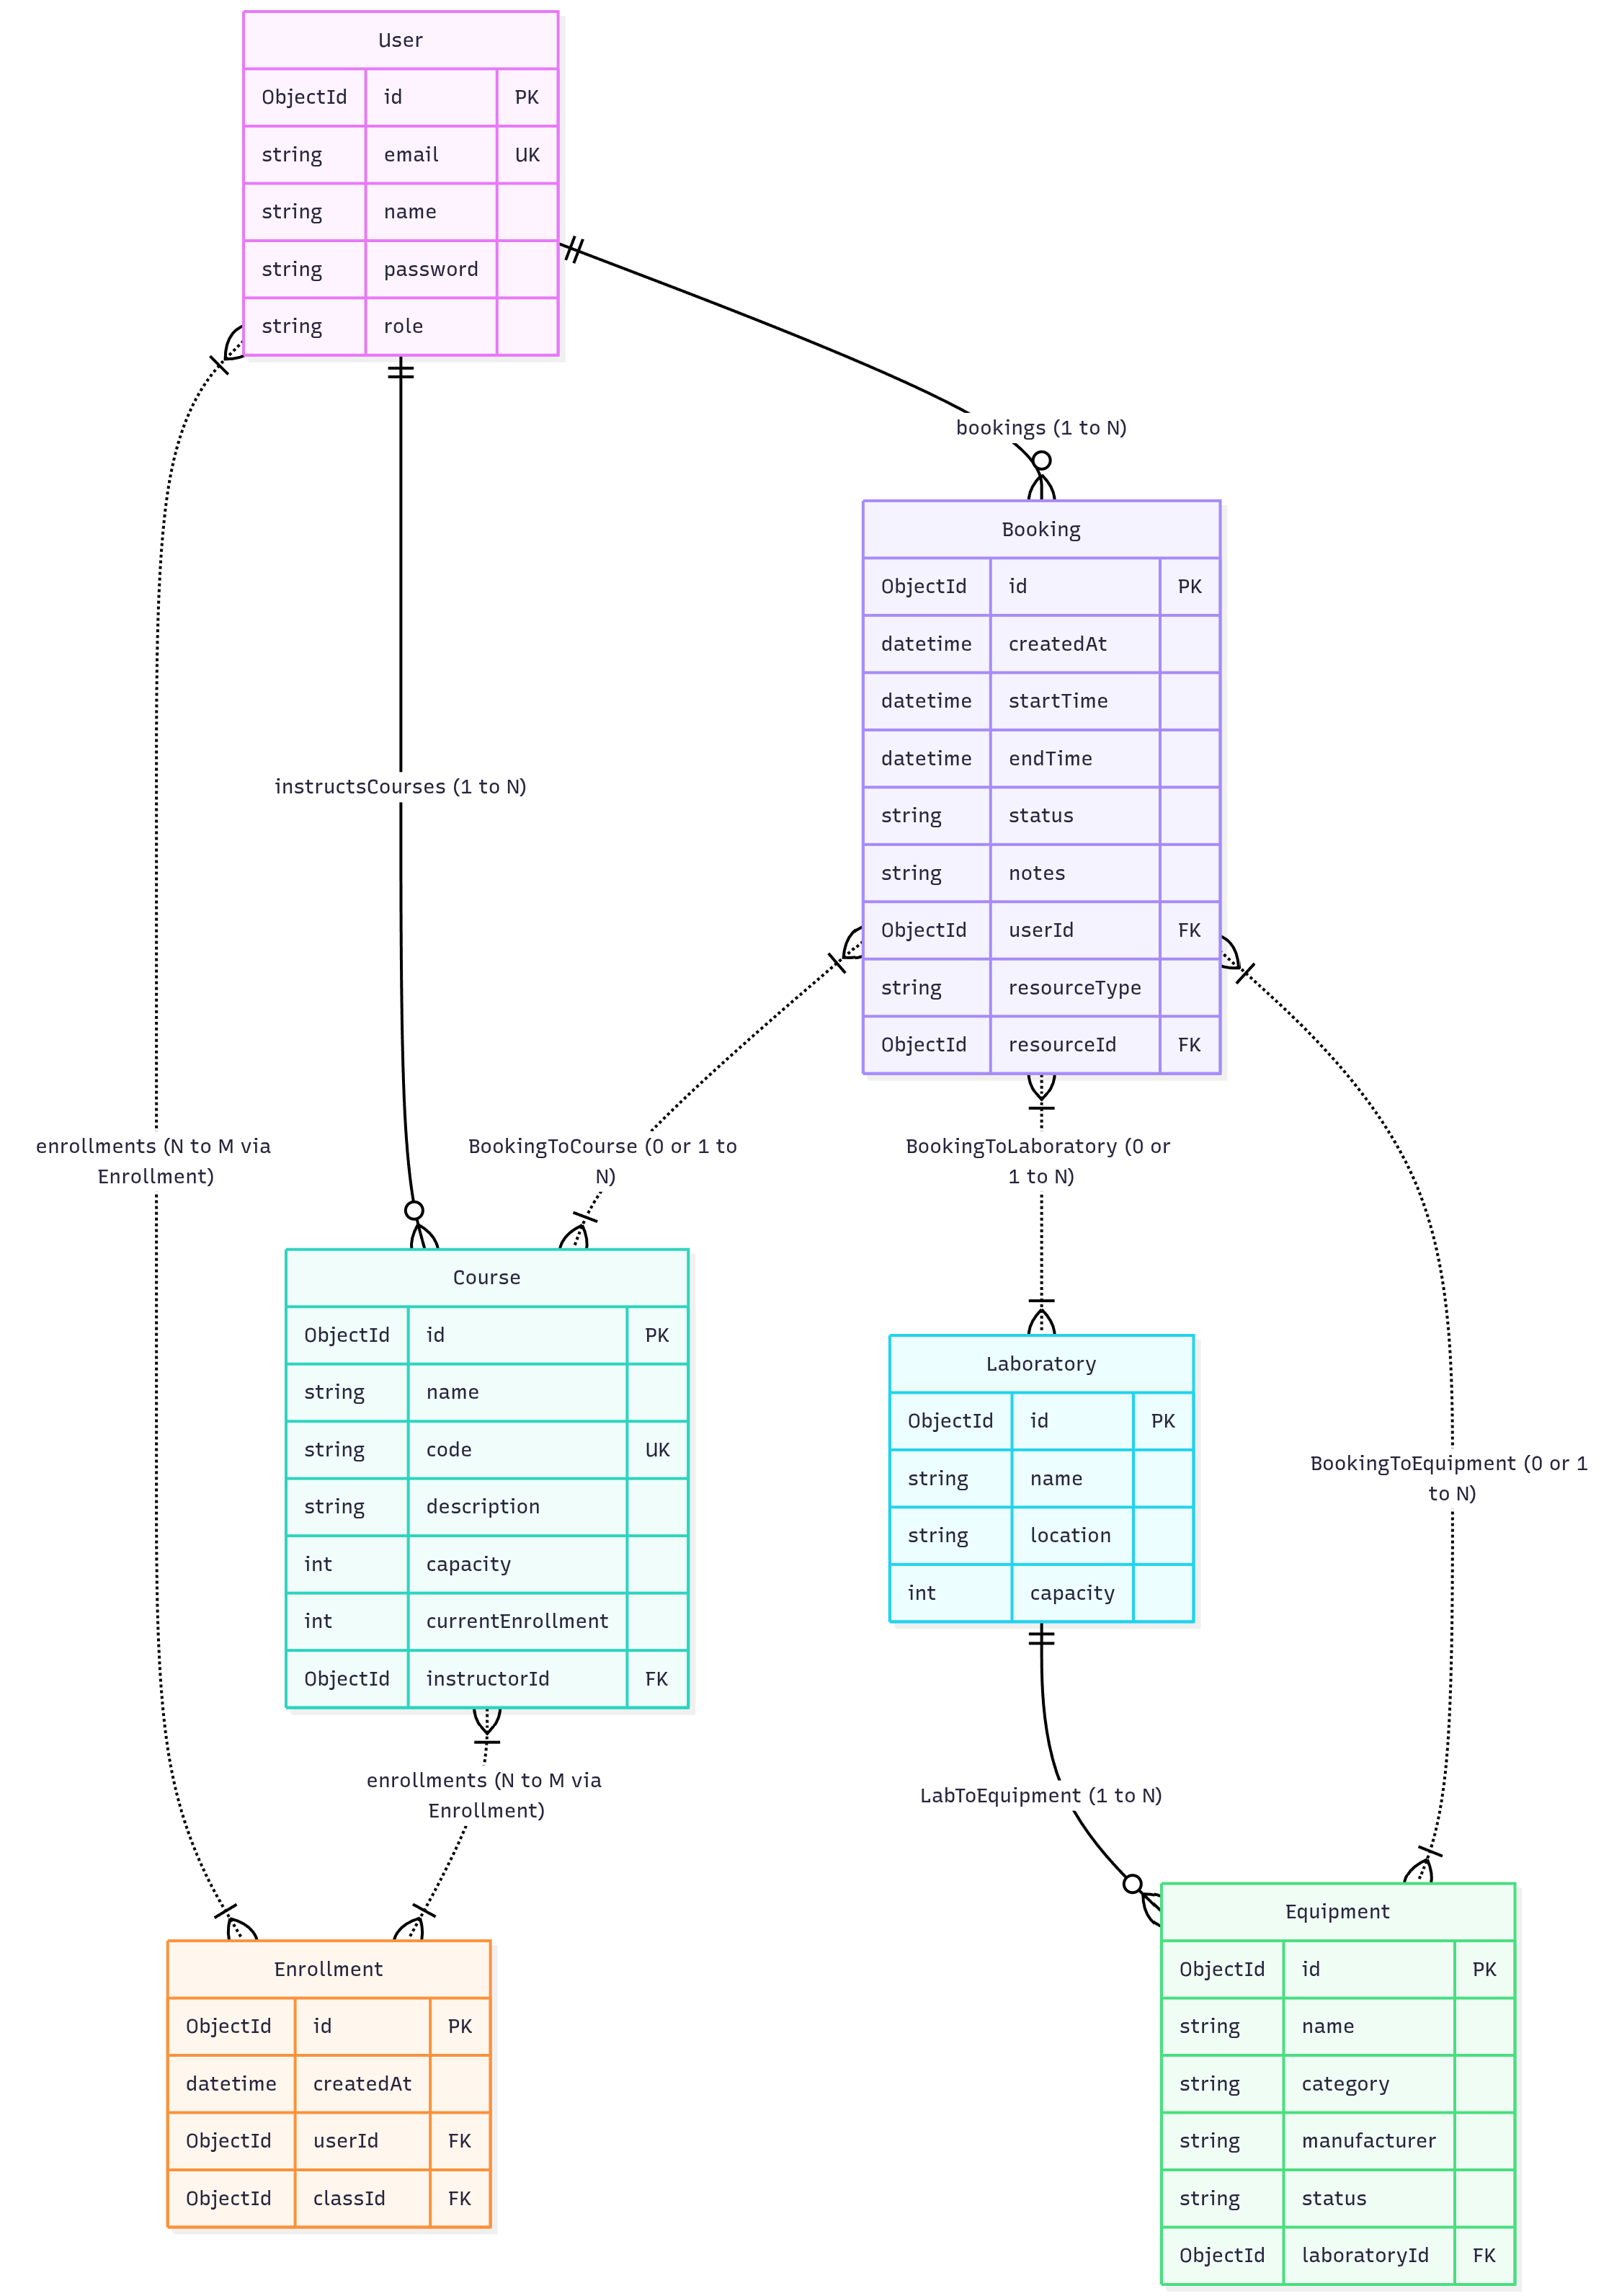 User
ObjectId id PK
string email UK
string name
string password
string role
bookings (1 to N)
Booking
ObjectId id PK
datetime createdAt
datetime startTime
datetime endTime
string status
string notes
ObjectId userId FK
string resourceType
ObjectId resourceId FK
instructsCourses (1 to N)
enrollments (N to M via
Enrollment)
BookingToCourse (0 or 1 to
N)
BookingToLaboratory (0 or
1 to N)
Course
ObjectId id PK
string name
string code UK
string description
int capacity
int currentEnrollment
ObjectId instructorId FK
Laboratory
ObjectId id PK
string name
string location
int capacity
BookingToEquipment (0 or 1
to N)
enrollments (N to M via
Enrollment)
LabToEquipment (1 to N)
Enrollment
ObjectId id PK
datetime createdAt
ObjectId userId FK
ObjectId classId FK
Equipment
ObjectId id PK
string name
string category
string manufacturer
string status
ObjectId laboratoryId FK